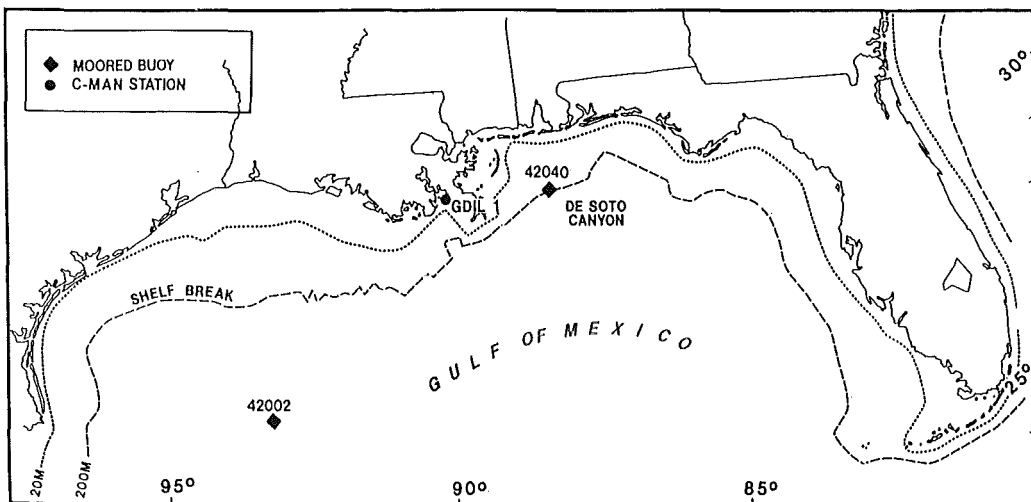 MOORED BUOY
C-MAN STATION
30°
42040
GDIL 1
DE SOTO
CANYON
SHELF BREAK
GULF OF MEXICO
25°
42002
20M
200M
95°
90°
85°